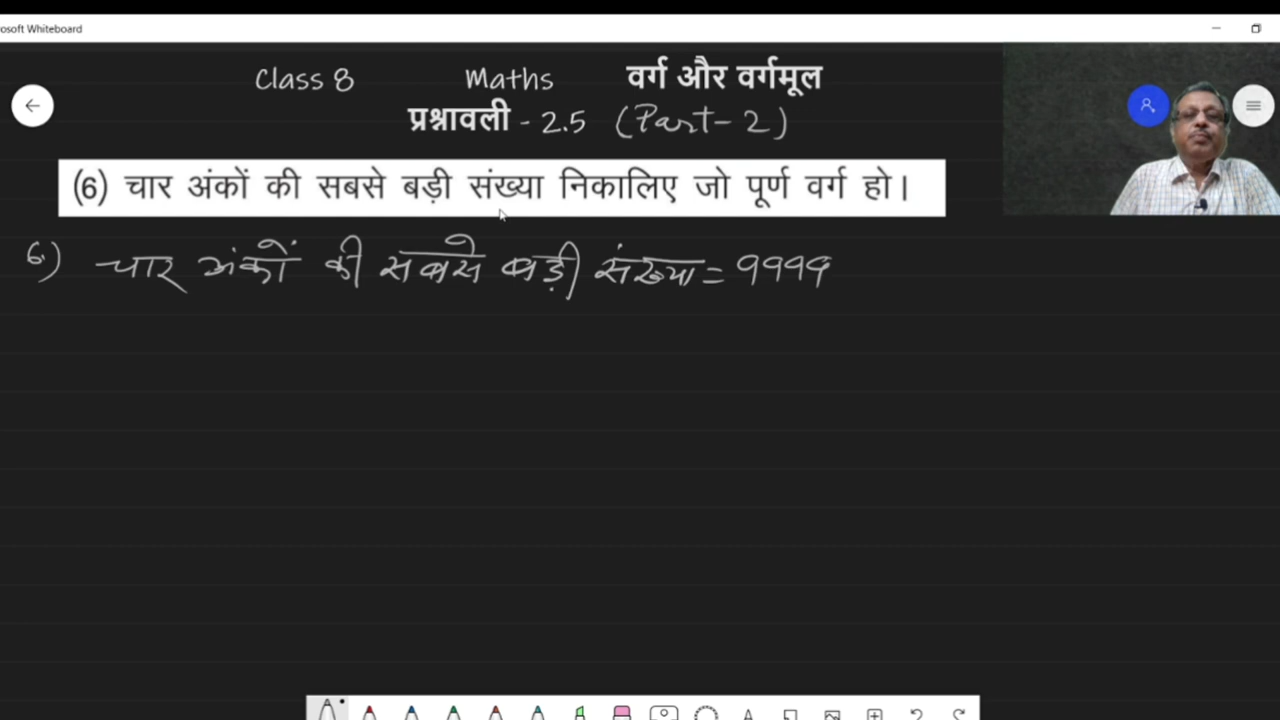 osoft Whiteboard
Class 8 Maths वर्ग और वर्गमूल
प्रश्नावली - 2.5 (Part-2)
(6) चार अंकों की सबसे बड़ी संख्या निकालिए जो पूर्ण वर्ग हो।
6) चार अंकों की सबसे बड़ी संख्या = 9999